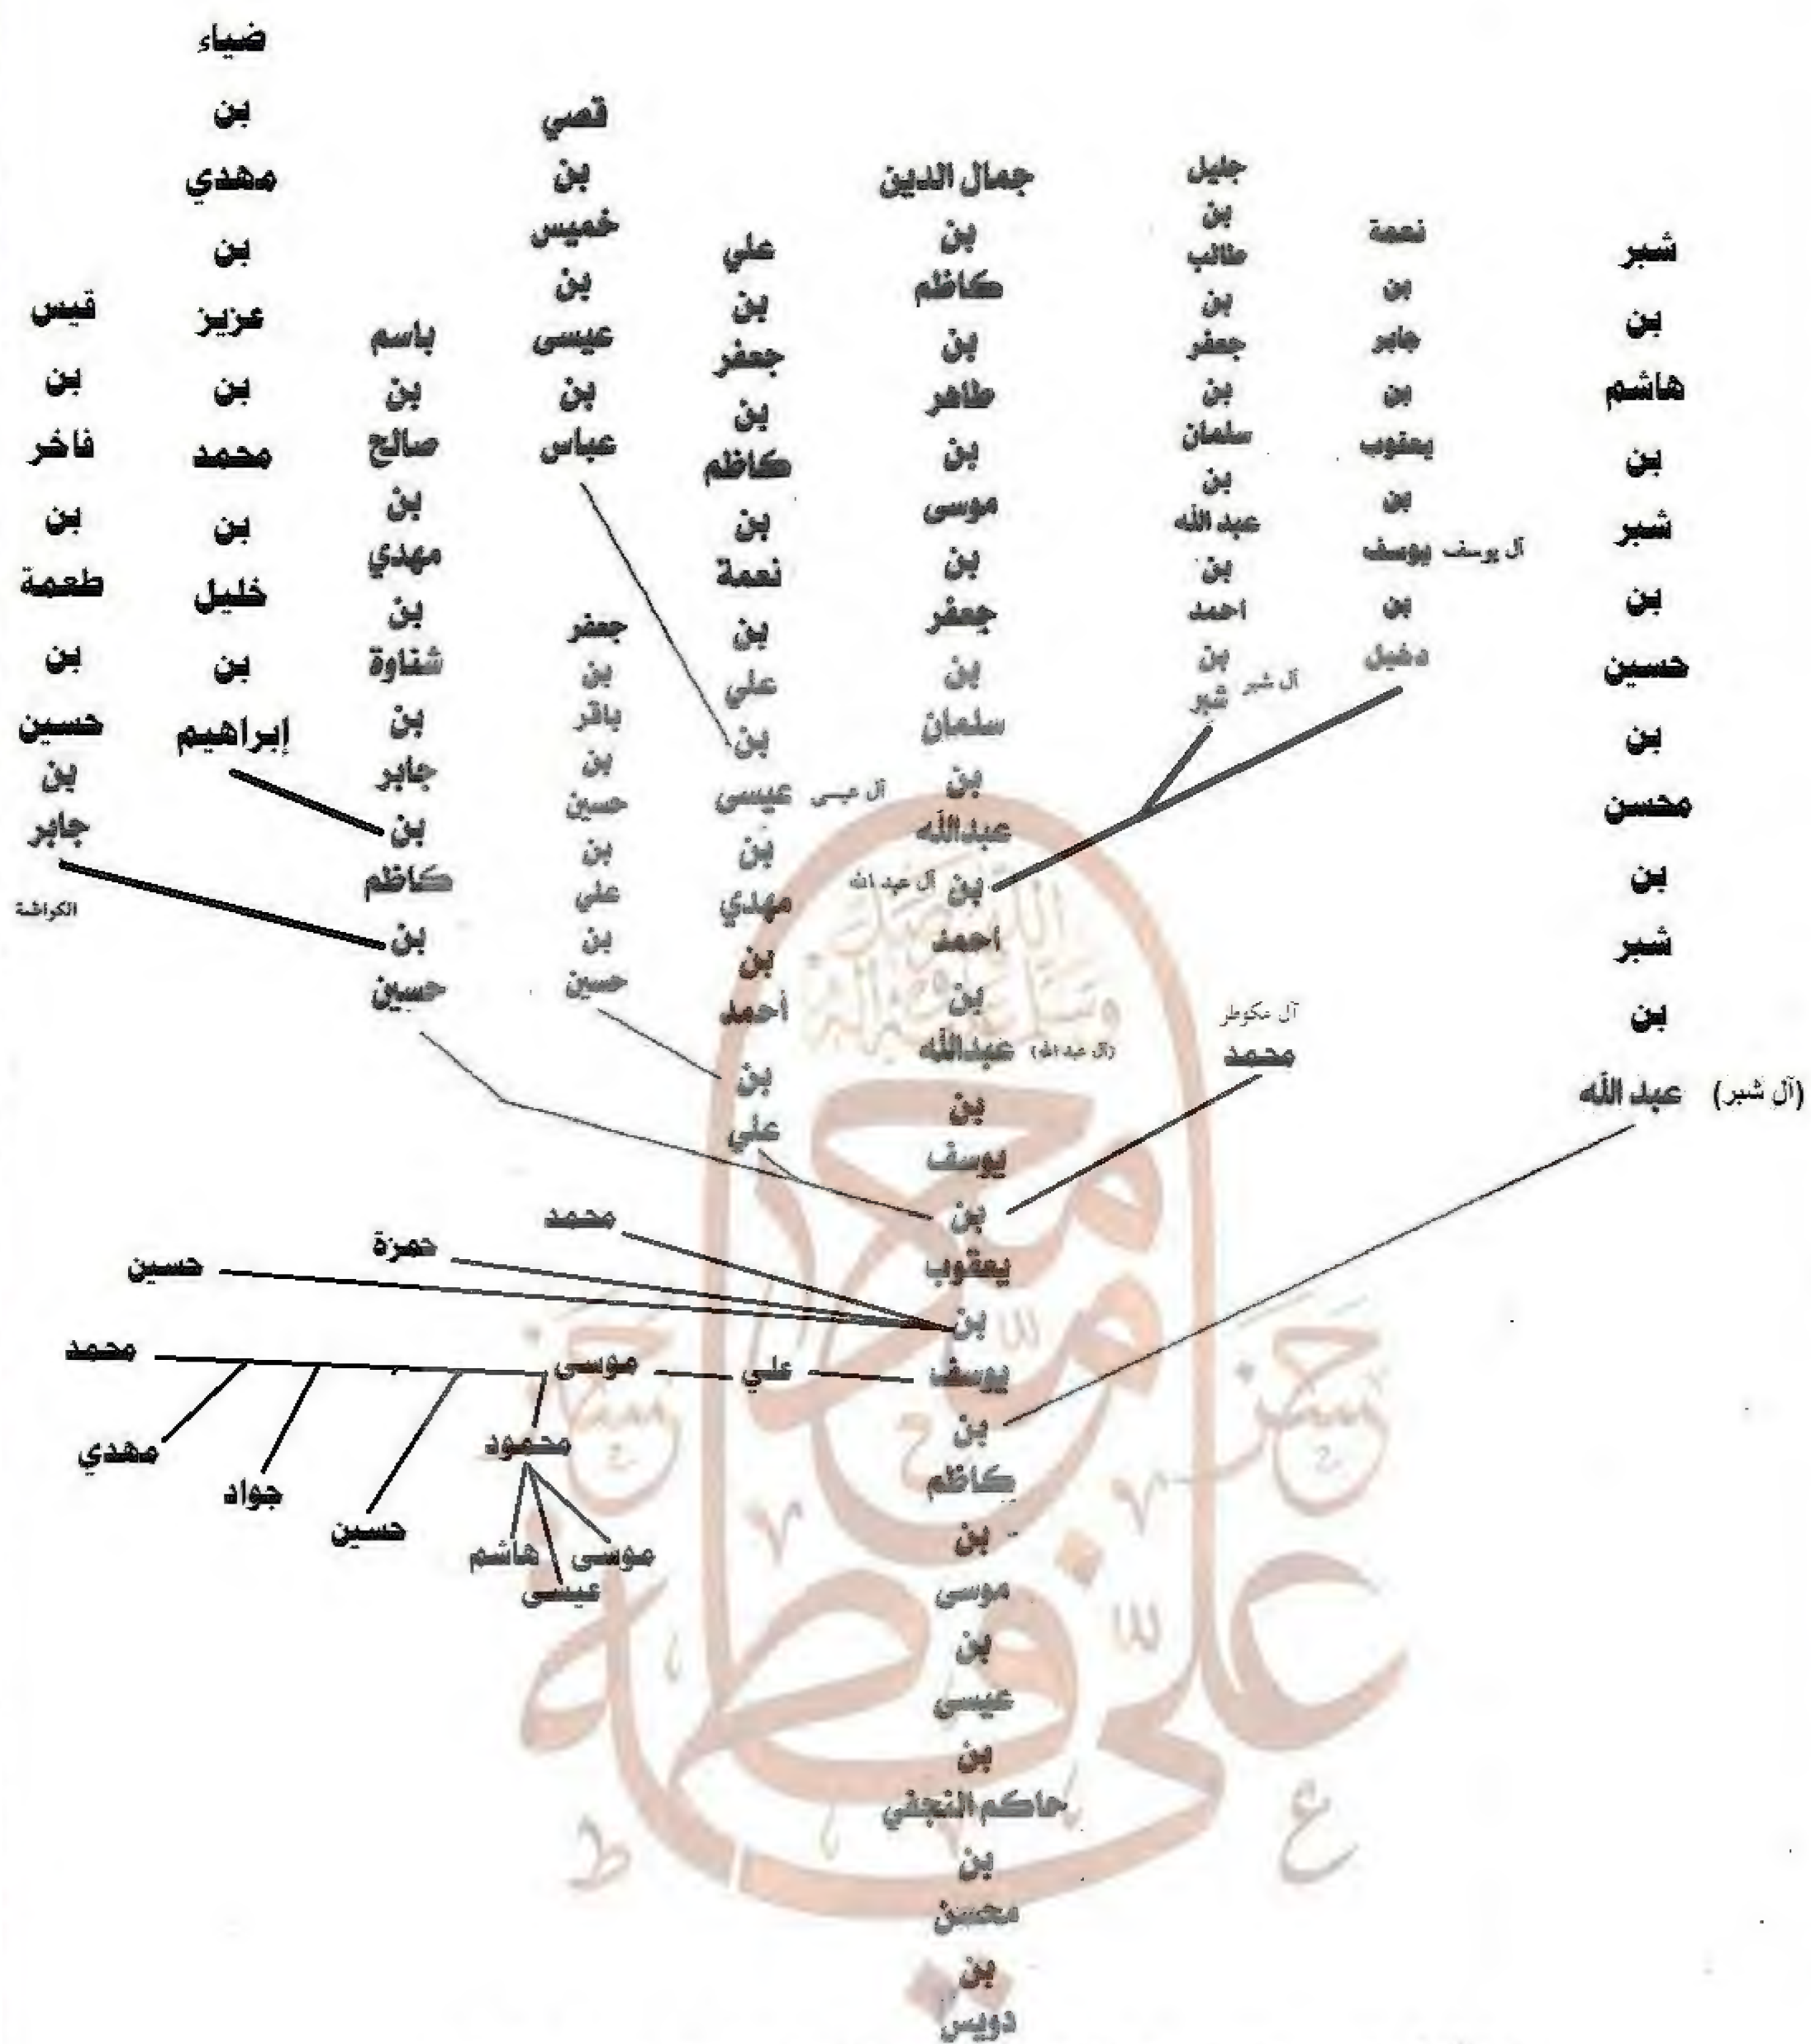 شبر
بن
هاشم
بن
شبر
بن
حسين
بن
محسن
بن
شبر
بن
عبد الله (آل شبر)
نعمة
بن
جابر
بن
يعقوب
بن
يوسف آل يوسف
بن
دخيل
جليل
بن
طالب
بن
جعفر
بن
سلمان
بن
عبد الله
بن
احمد
بن
شبر آل شبر
آل مكوطر
محمد
جمال الدين
بن
كاظم
بن
طاهر
بن
موسى
بن
جعفر
بن
سلمان
بن
عبدالله
بن آل عبد الله
احمد
بن
عبدالله (آل عبد الله)
بن
يوسف
بن
يعقوب
بن
يوسف
بن
كاظم
بن
موسى
بن
عيسى
بن
حاكم النجفي
بن
محسن
بن
دويس
علي
بن
جعفر
بن
كاظم
بن
نعمة
بن
علي
بن
عيسى آل عيسى
بن
مهدي
بن
أحمد
بن
علي
قصي
بن
خميس
بن
عيسى
بن
عباس
جعفر
بن
باقر
بن
حسين
بن
علي
بن
حسين
باسم
بن
صالح
بن
مهدي
بن
شناوة
بن
جابر
بن
كاظم
بن
حسين
ضياء
بن
مهدي
بن
عزيز
بن
محمد
بن
خليل
بن
إبراهيم
قيس
بن
فاخر
بن
طعمة
بن
حسين
بن
جابر
محمد
حمزة
حسين
علي
موسى
محمد
مهدي
جواد
حسين
محمود
موسى
هاشم
عيسى
محمد
علي
فاطمة
حسن